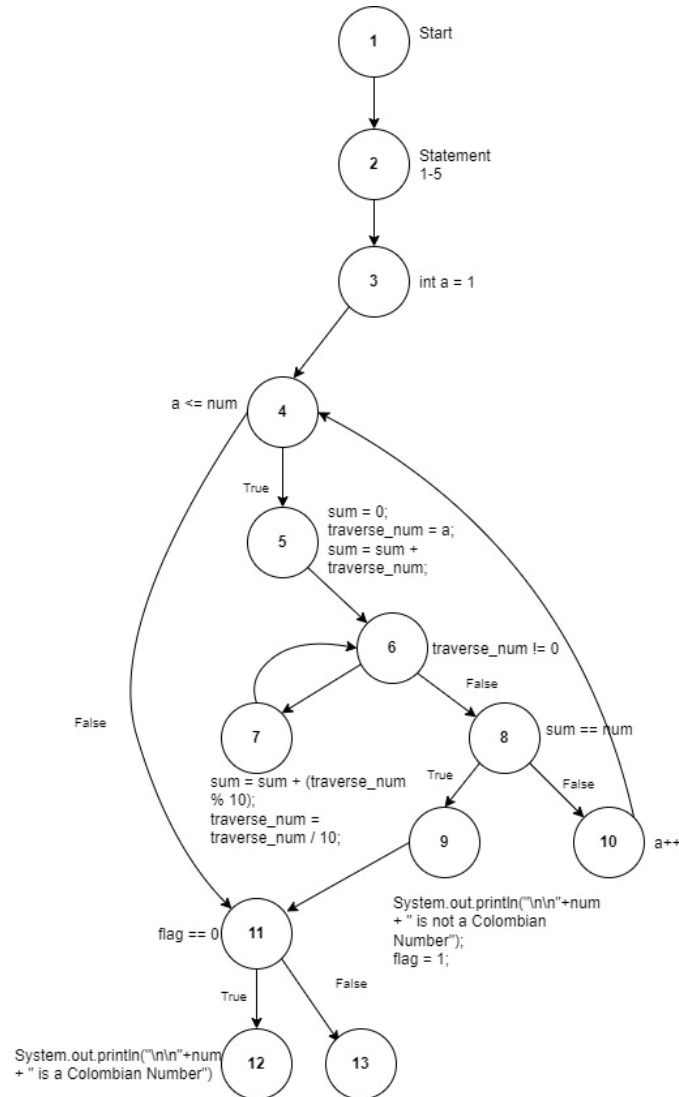 1
Start
2
Statement
1-5
3
int a = 1
a <= num
4
True
5
sum = 0;
traverse_num = a;
sum = sum +
traverse_num;
6
traverse_num != 0
False
False
7
8
sum == num
sum = sum + (traverse_num
% 10);
traverse_num =
traverse_num / 10;
True
False
9
10
a++
System.out.println("\n\n"+num
+ " is not a Colombian
Number");
flag = 1;
flag == 0
11
True
False
System.out.println("\n\n"+num
+ " is a Colombian Number")
12
13